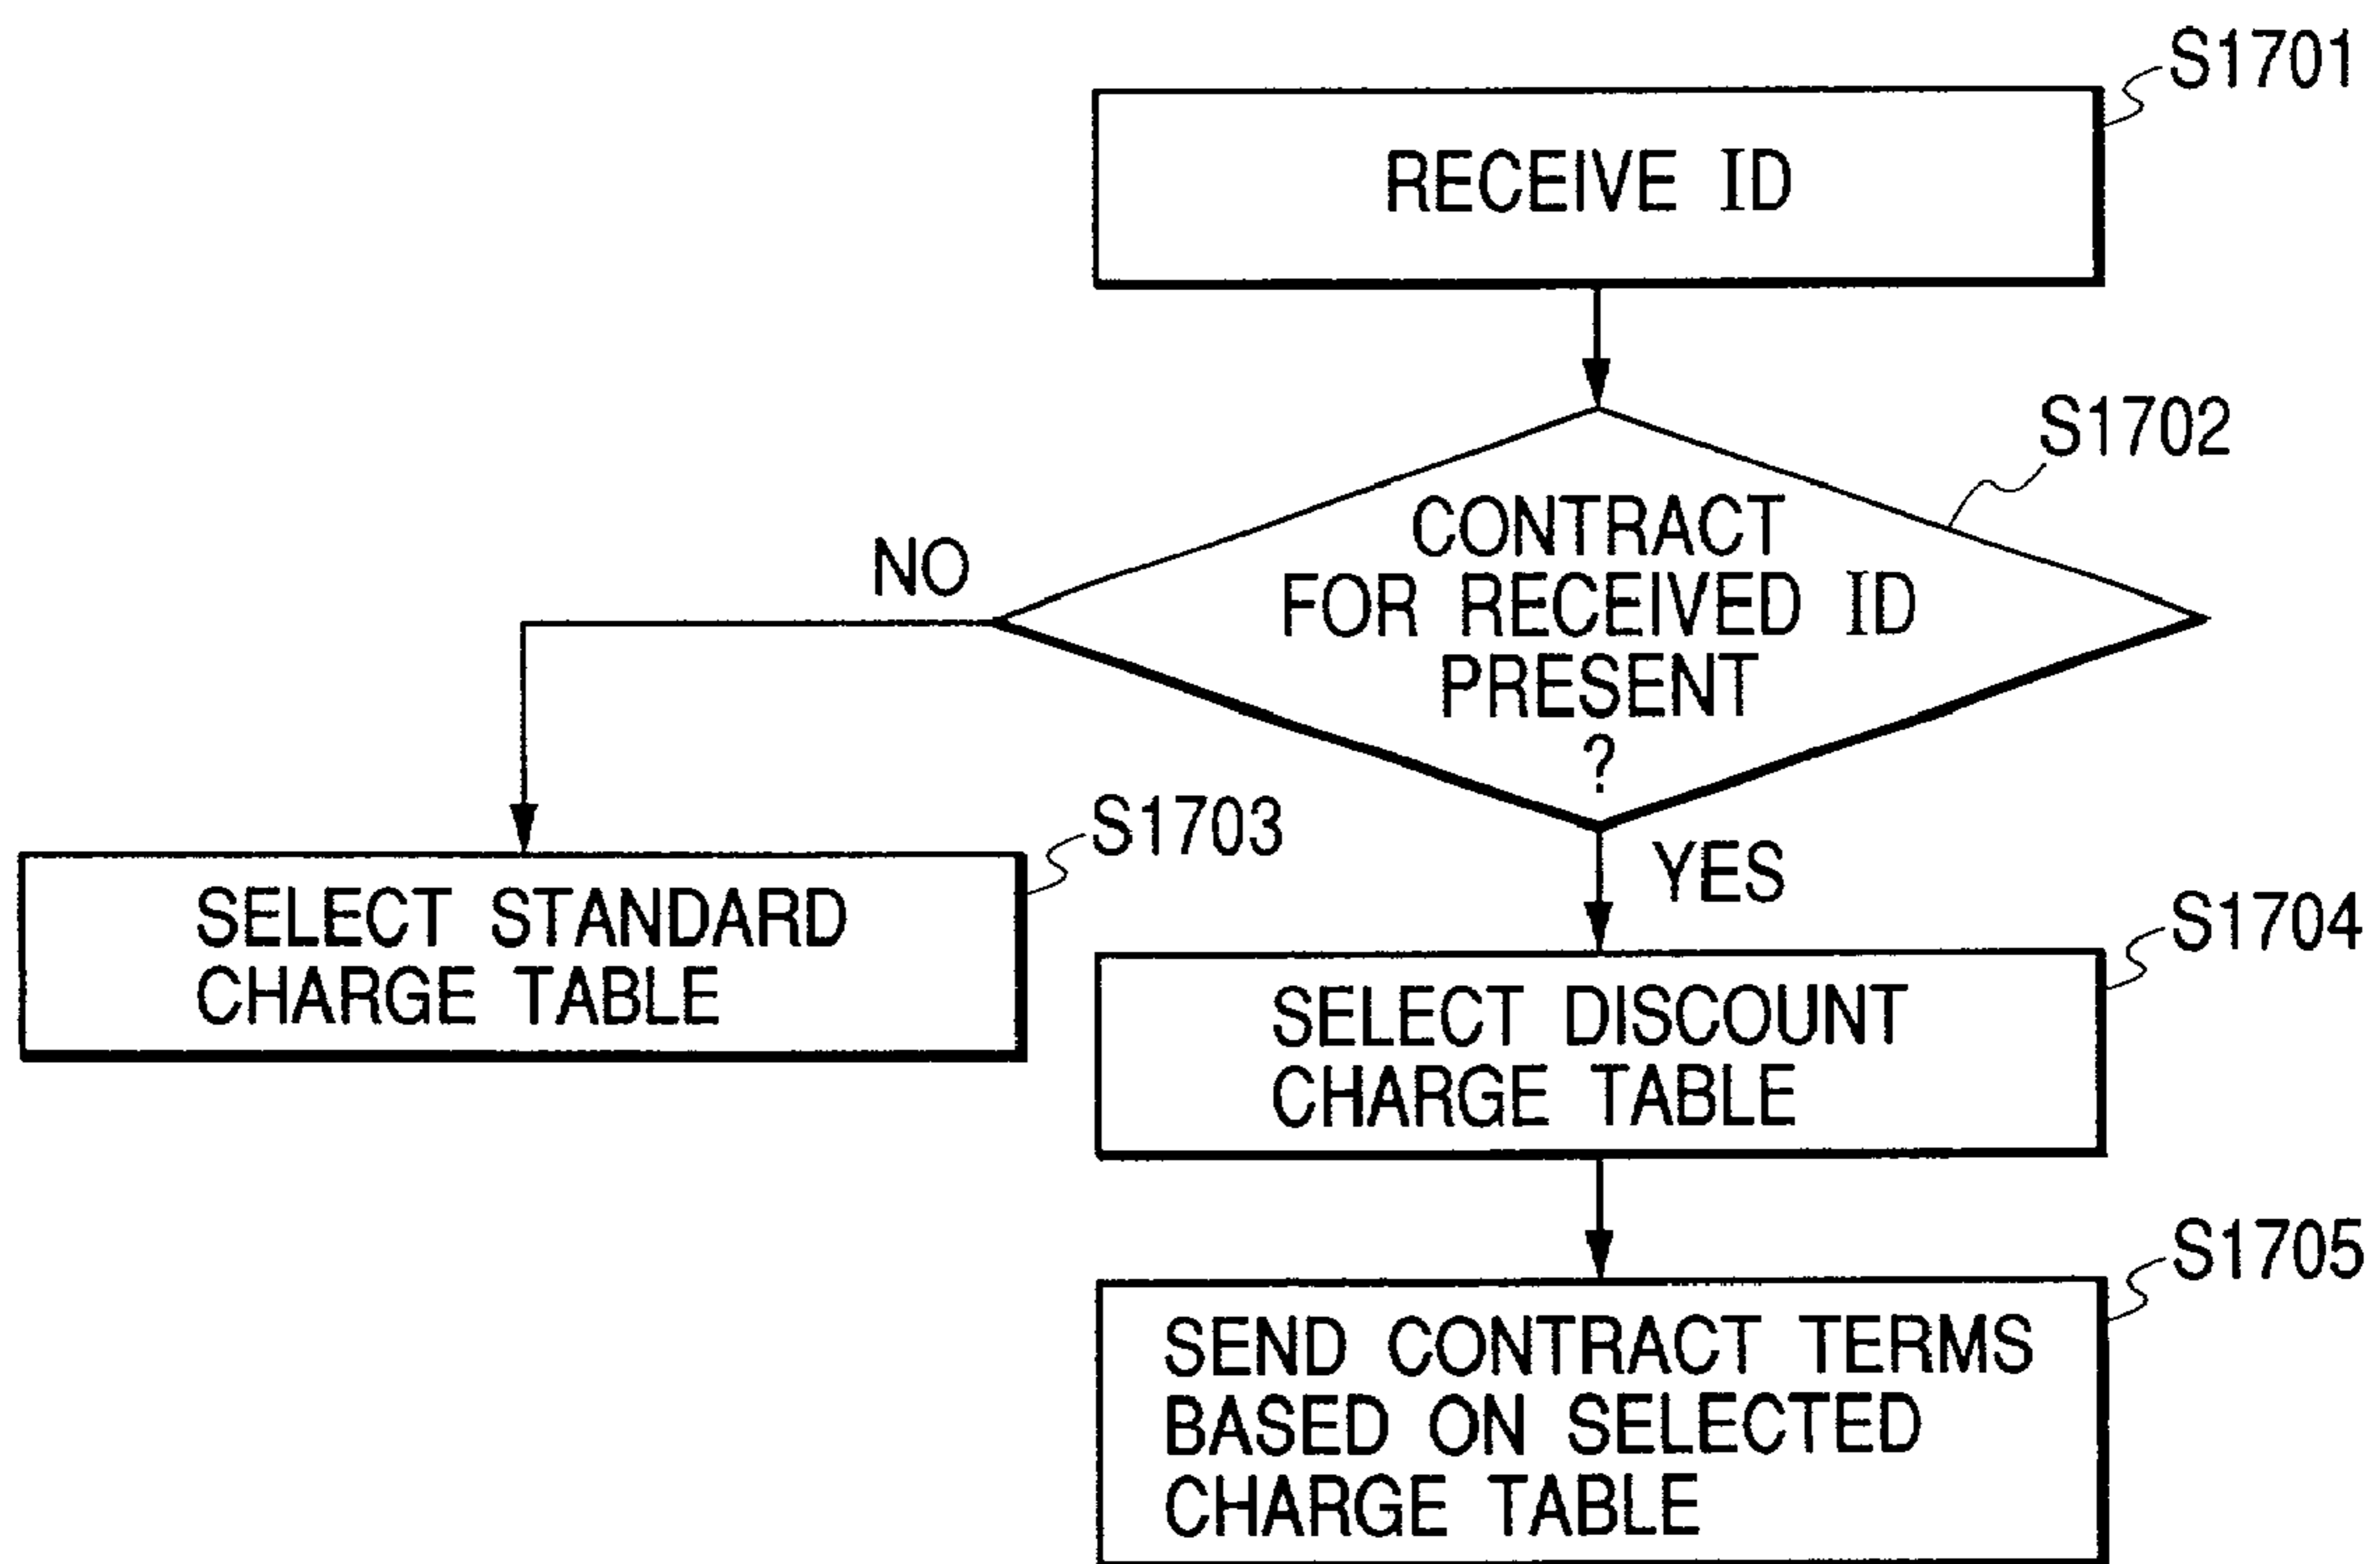 S1701
RECEIVE ID
S1702
CONTRACT
FOR RECEIVED ID
PRESENT
?
NO
YES
S1703
SELECT STANDARD
CHARGE TABLE
S1704
SELECT DISCOUNT
CHARGE TABLE
S1705
SEND CONTRACT TERMS
BASED ON SELECTED
CHARGE TABLE